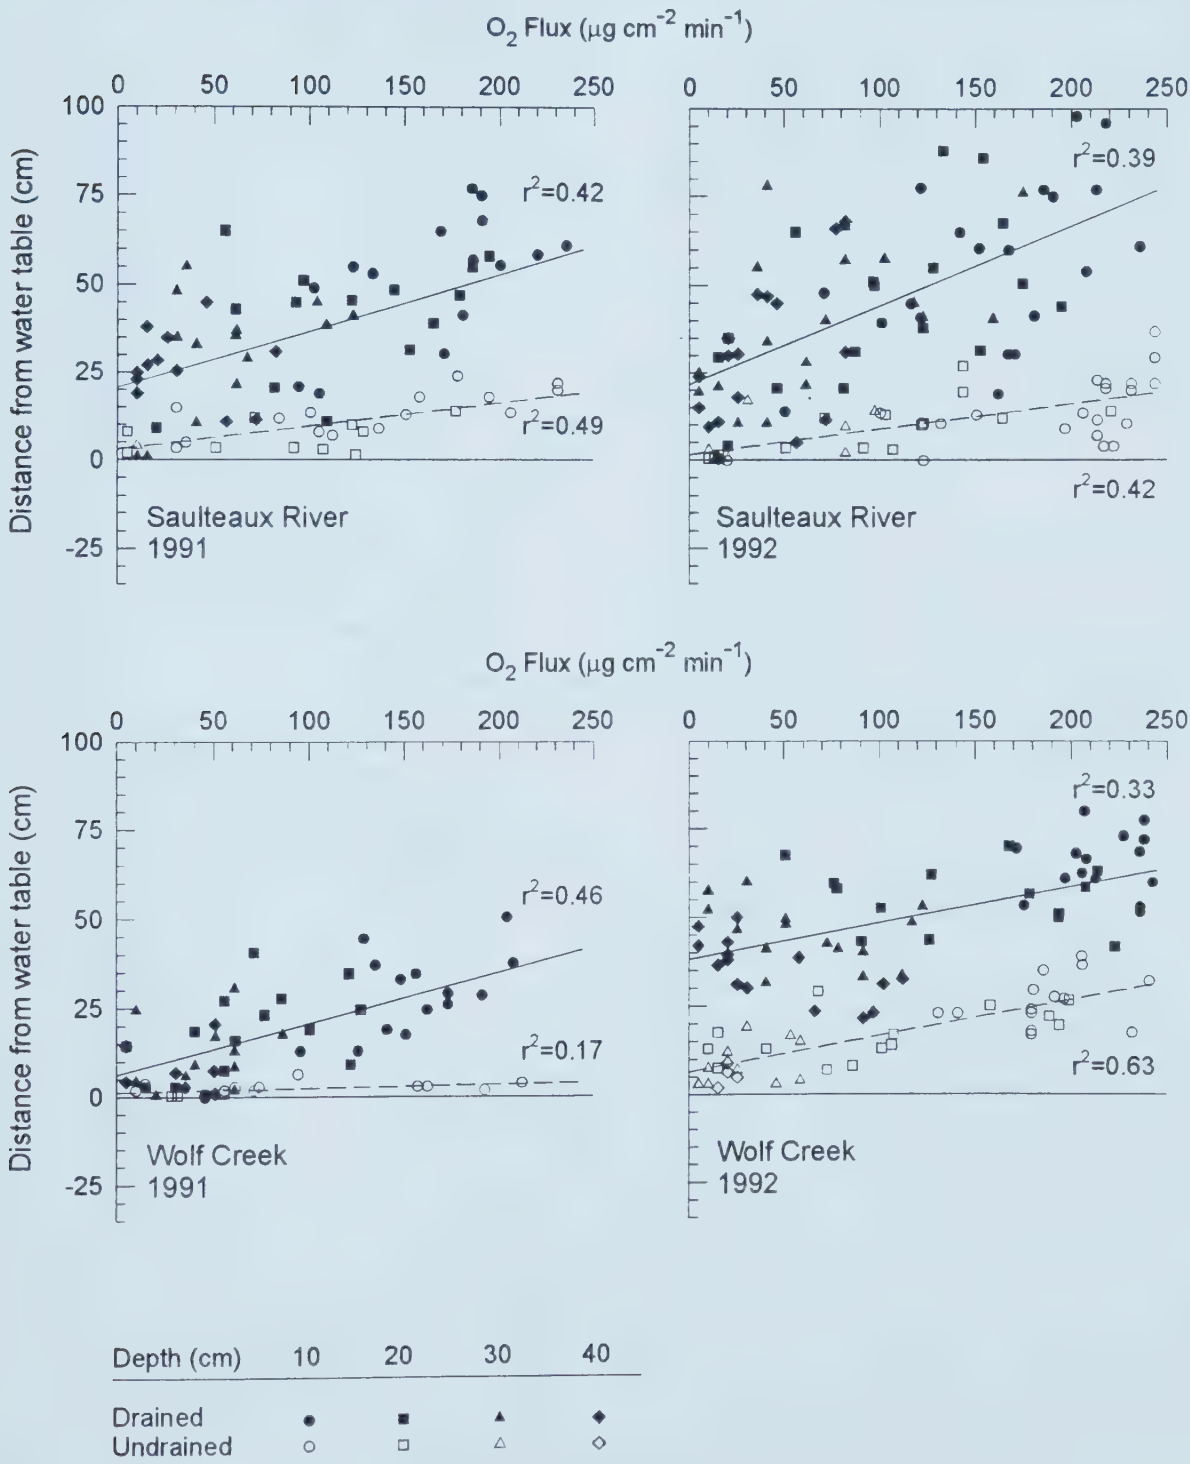 O2 Flux (µg cm-2 min-1)
0 50 100 150 200 250
0 50 100 150 200 250
Distance from water table (cm)
100
75
50
25
0
-25
r2=0.42
r2=0.49
Saulteaux River
1991
r2=0.39
r2=0.42
Saulteaux River
1992
O2 Flux (µg cm-2 min-1)
0 50 100 150 200 250
0 50 100 150 200 250
Distance from water table (cm)
100
75
50
25
0
-25
r2=0.46
r2=0.17
Wolf Creek
1991
r2=0.33
r2=0.63
Wolf Creek
1992
Depth (cm) 10 20 30 40
Drained
Undrained